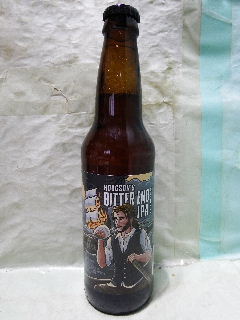 HODGSON'S
BITTER END
IPA